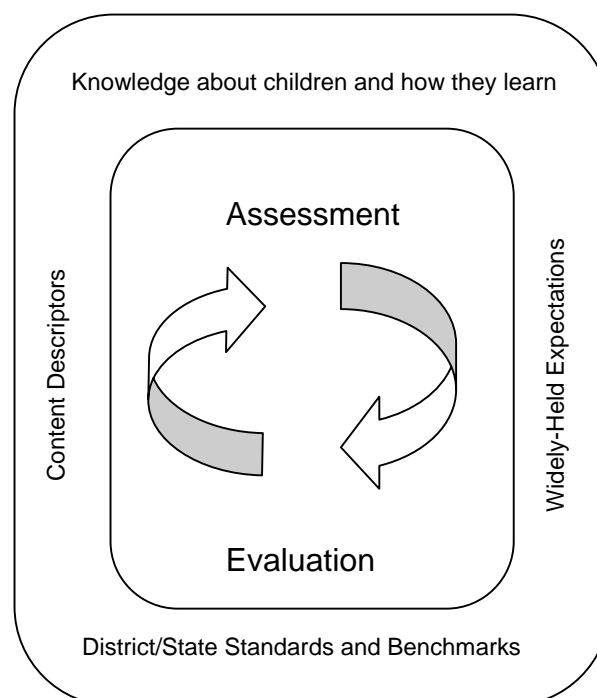 Knowledge about children and how they learn
Assessment
Content Descriptors
Widely-Held Expectations
Evaluation
District/State Standards and Benchmarks